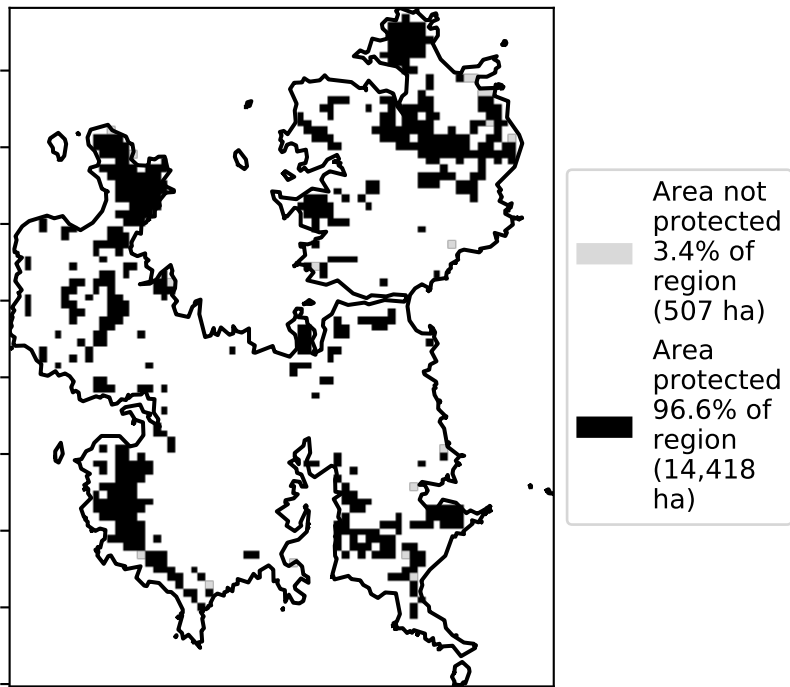 Area not
protected
3.4% of
region
(507 ha)
Area
protected
96.6% of
region
(14,418
ha)